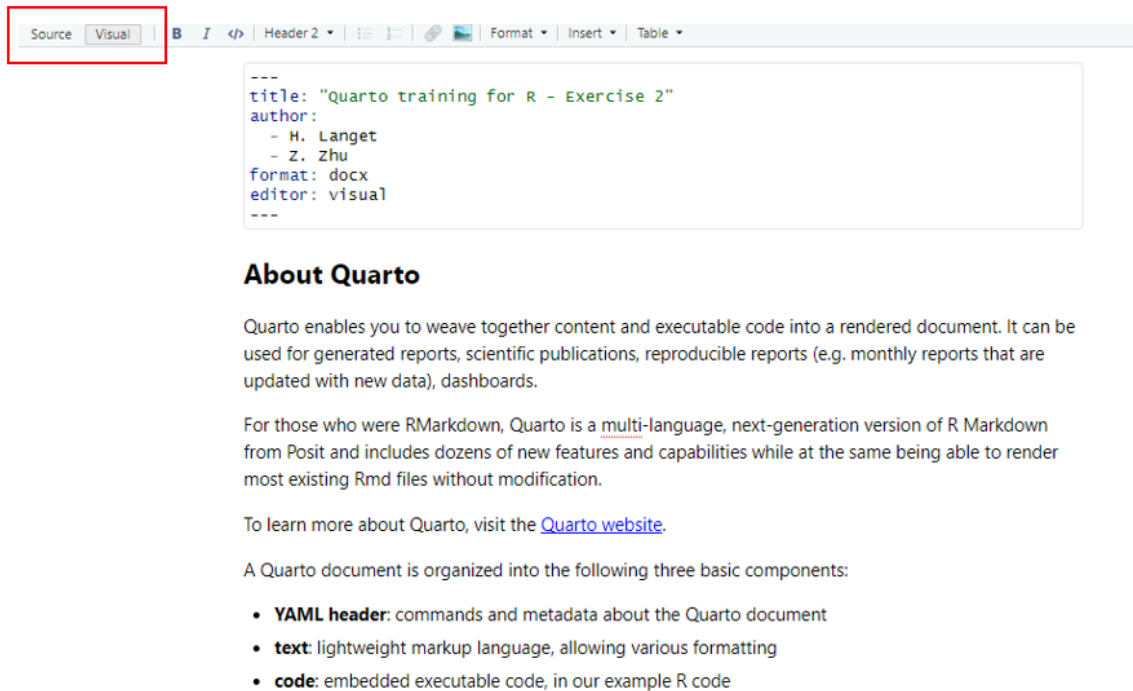 Source Visual B I </> Header 2 Format Insert Table
---
title: "Quarto training for R - Exercise 2"
author:
  - H. Langet
  - Z. Zhu
format: docx
editor: visual
---
About Quarto
Quarto enables you to weave together content and executable code into a rendered document. It can be
used for generated reports, scientific publications, reproducible reports (e.g. monthly reports that are
updated with new data), dashboards.
For those who were RMarkdown, Quarto is a multi-language, next-generation version of R Markdown
from Posit and includes dozens of new features and capabilities while at the same being able to render
most existing Rmd files without modification.
To learn more about Quarto, visit the Quarto website.
A Quarto document is organized into the following three basic components:
• YAML header: commands and metadata about the Quarto document
• text: lightweight markup language, allowing various formatting
• code: embedded executable code, in our example R code